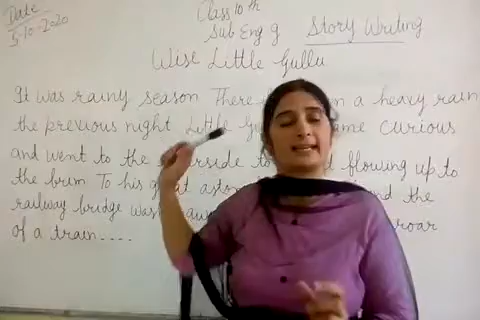 Date
5-10-2020
Class 10th
Sub Eng g Story Writing
Wise Little Gullu
It was rainy season There a heavy rain
the previous night Little came curious
and went to the to flowing up to
the brim To his and the
railway bridge was roar
of a train....